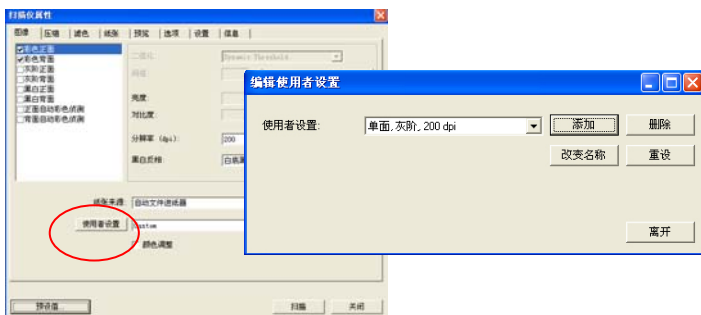 扫描仪属性
图像 压缩 滤色 纸张 预览 选项 设置 信息
彩色正面
彩色背面
灰阶正面
灰阶背面
黑白正面
黑白背面
正面自动彩色侦测
背面自动彩色侦测
二值化:
Dynamic Threshold
阈值:
亮度:
对比度:
分辨率 (dpi):
200
黑白反相:
纸张来源:
自动文件进纸器
使用者设置
Custom
颜色调整
预设值...
扫描
关闭
编辑使用者设置
使用者设置:
单面, 灰阶, 200 dpi
添加
删除
改变名称
重设
离开